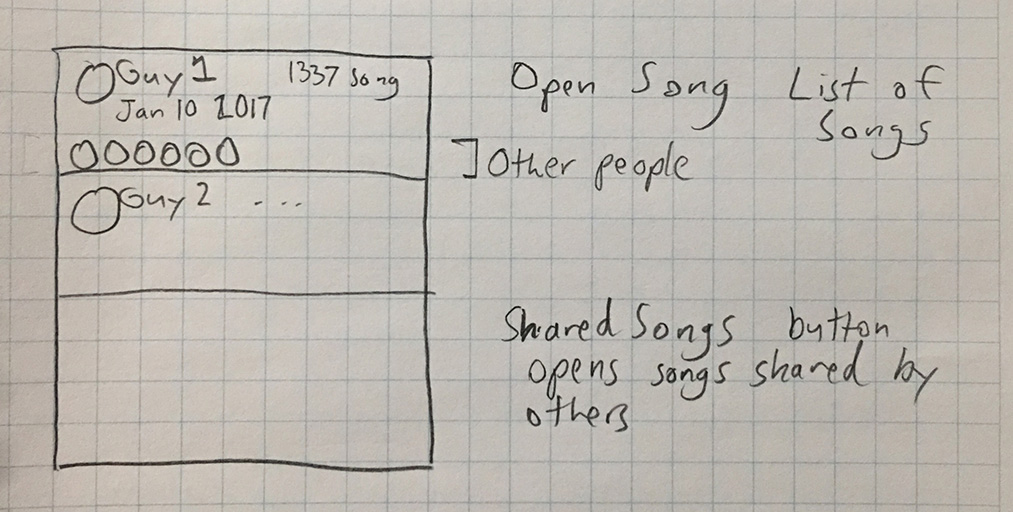 Guy 1 1337 Song
Jan 10 2017
Guy 2 ...
Open Song List of
Songs
Other people
Shared Songs button
opens songs shared by
others